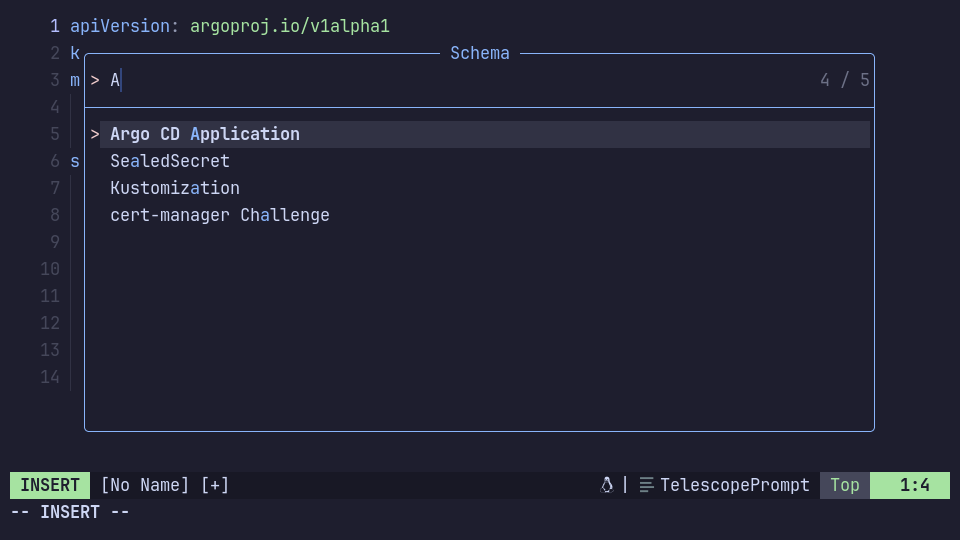 1 apiVersion: argoproj.io/v1alpha1
2 k
Schema
3 m > A 4 / 5
4
5 > Argo CD Application
6 s SealedSecret
7 Kustomization
8 cert-manager Challenge
9
10
11
12
13
14
INSERT [No Name] [+] | TelescopePrompt Top 1:4
-- INSERT --